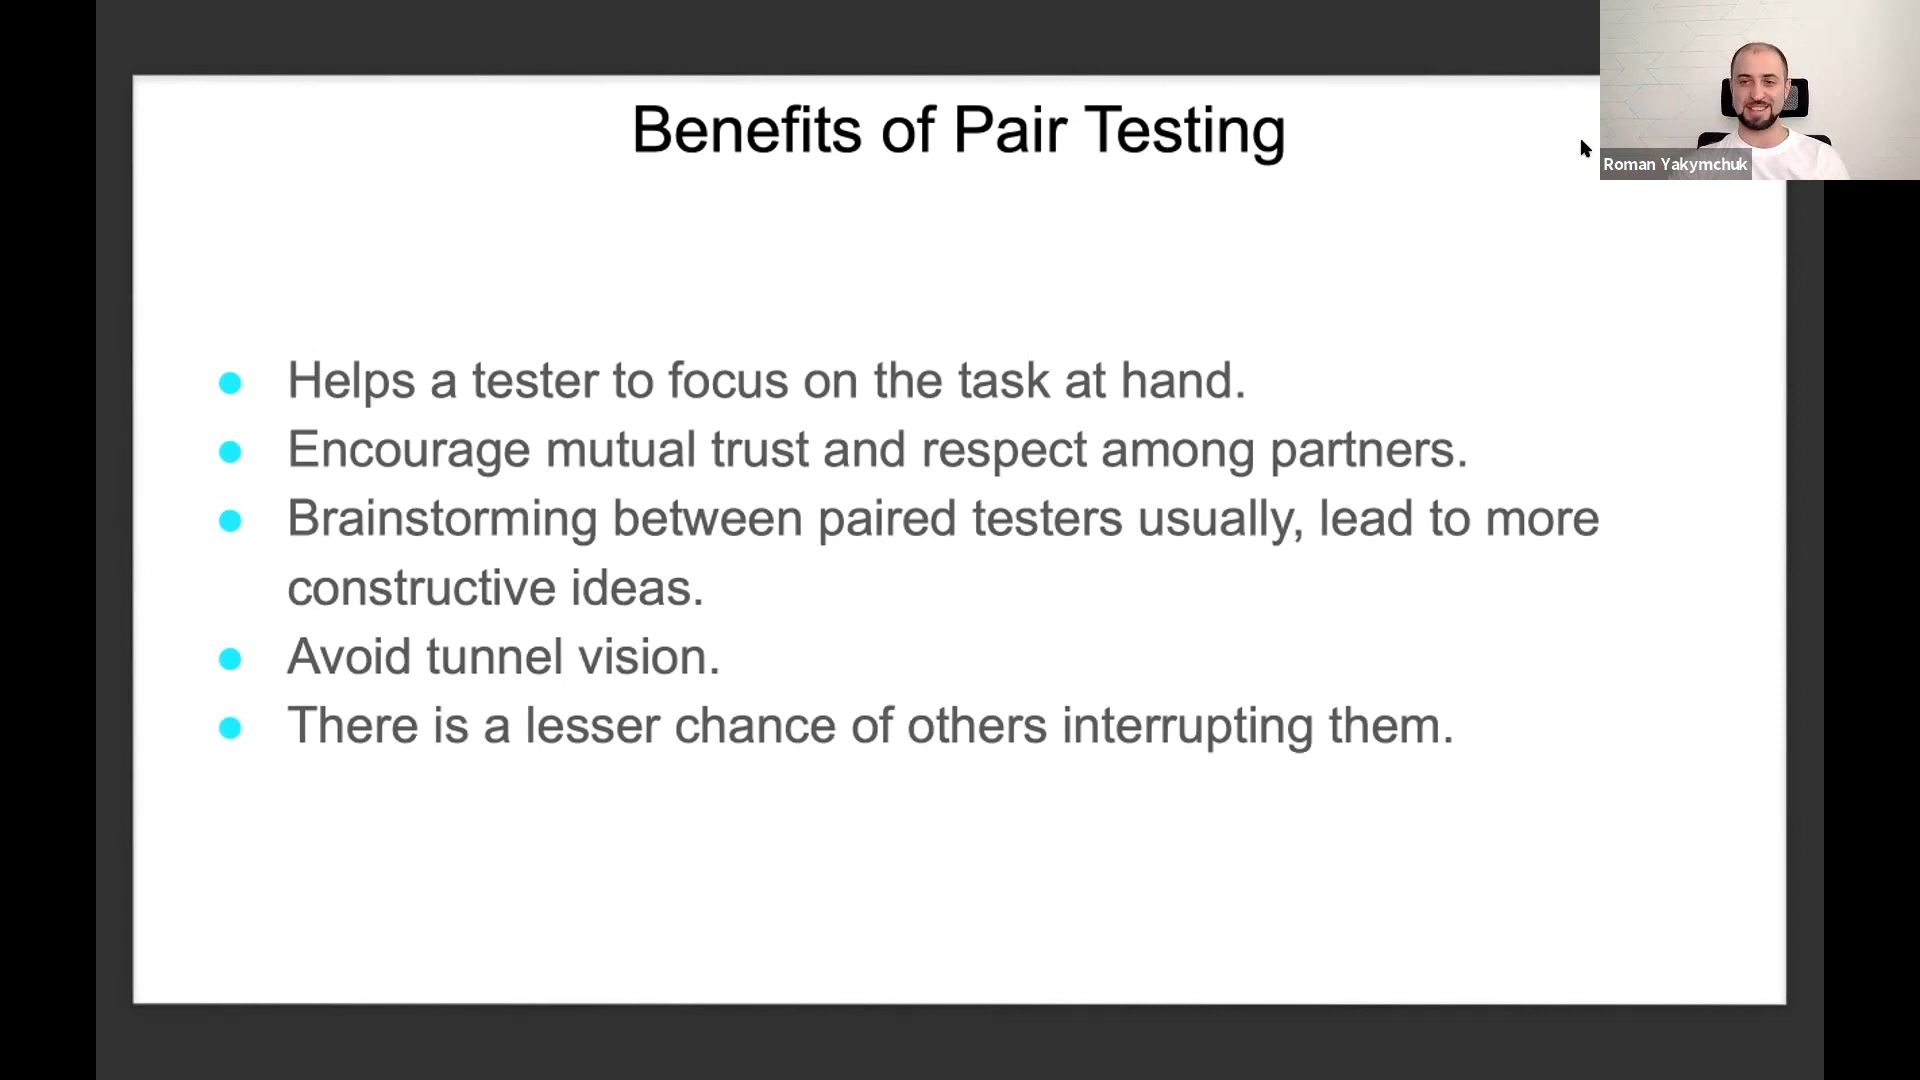 Benefits of Pair Testing
Roman Yakymchuk
Helps a tester to focus on the task at hand.
Encourage mutual trust and respect among partners.
Brainstorming between paired testers usually, lead to more
constructive ideas.
Avoid tunnel vision.
There is a lesser chance of others interrupting them.